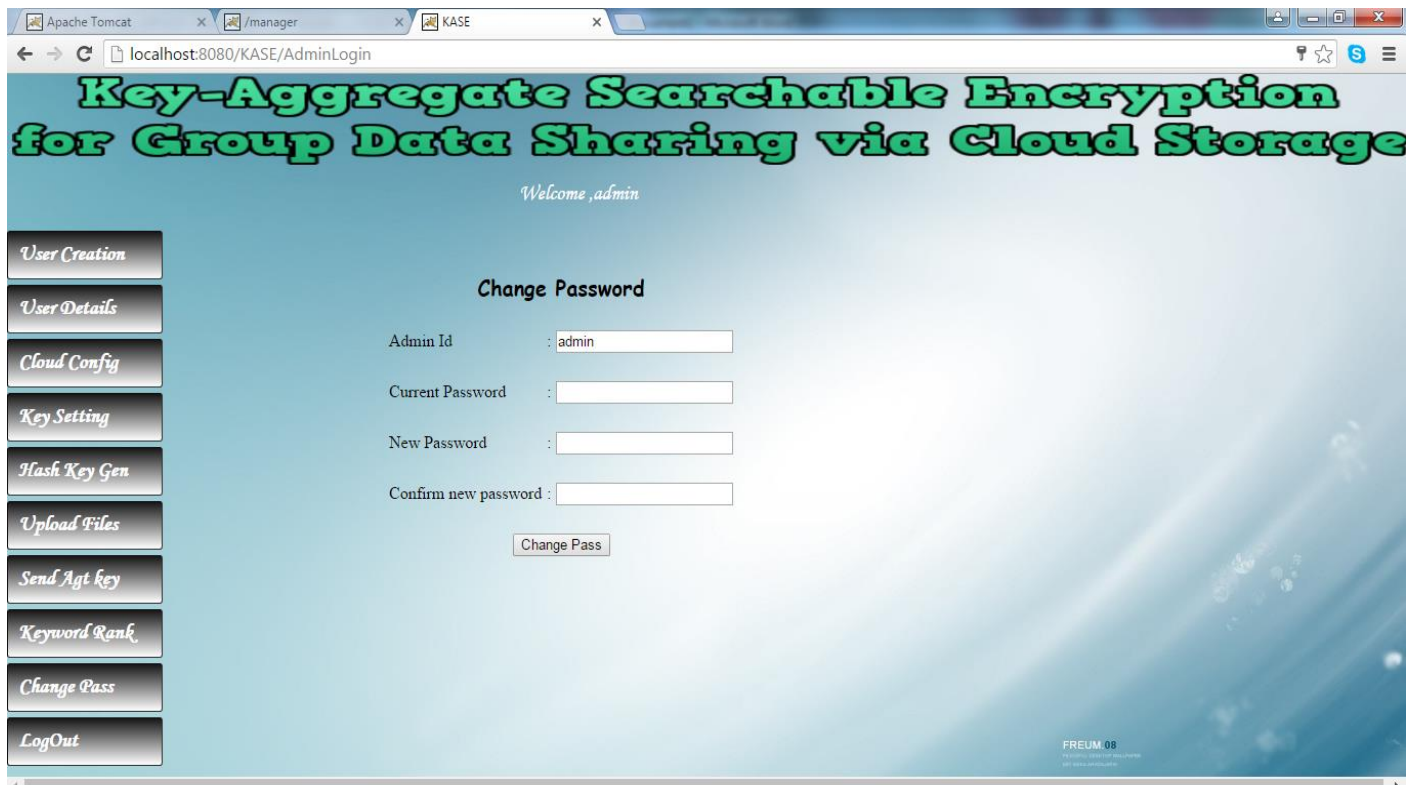 Apache Tomcat
/manager
KASE
localhost:8080/KASE/AdminLogin
Key-Aggregate Searchable Encryption
for Group Data Sharing via Cloud Storage
Welcome ,admin
User Creation
User Details
Cloud Config
Key Setting
Hash Key Gen
Upload Files
Send Agt key
Keyword Rank
Change Pass
LogOut
Change Password
Admin Id : admin
Current Password :
New Password :
Confirm new password :
Change Pass
FREUM.08